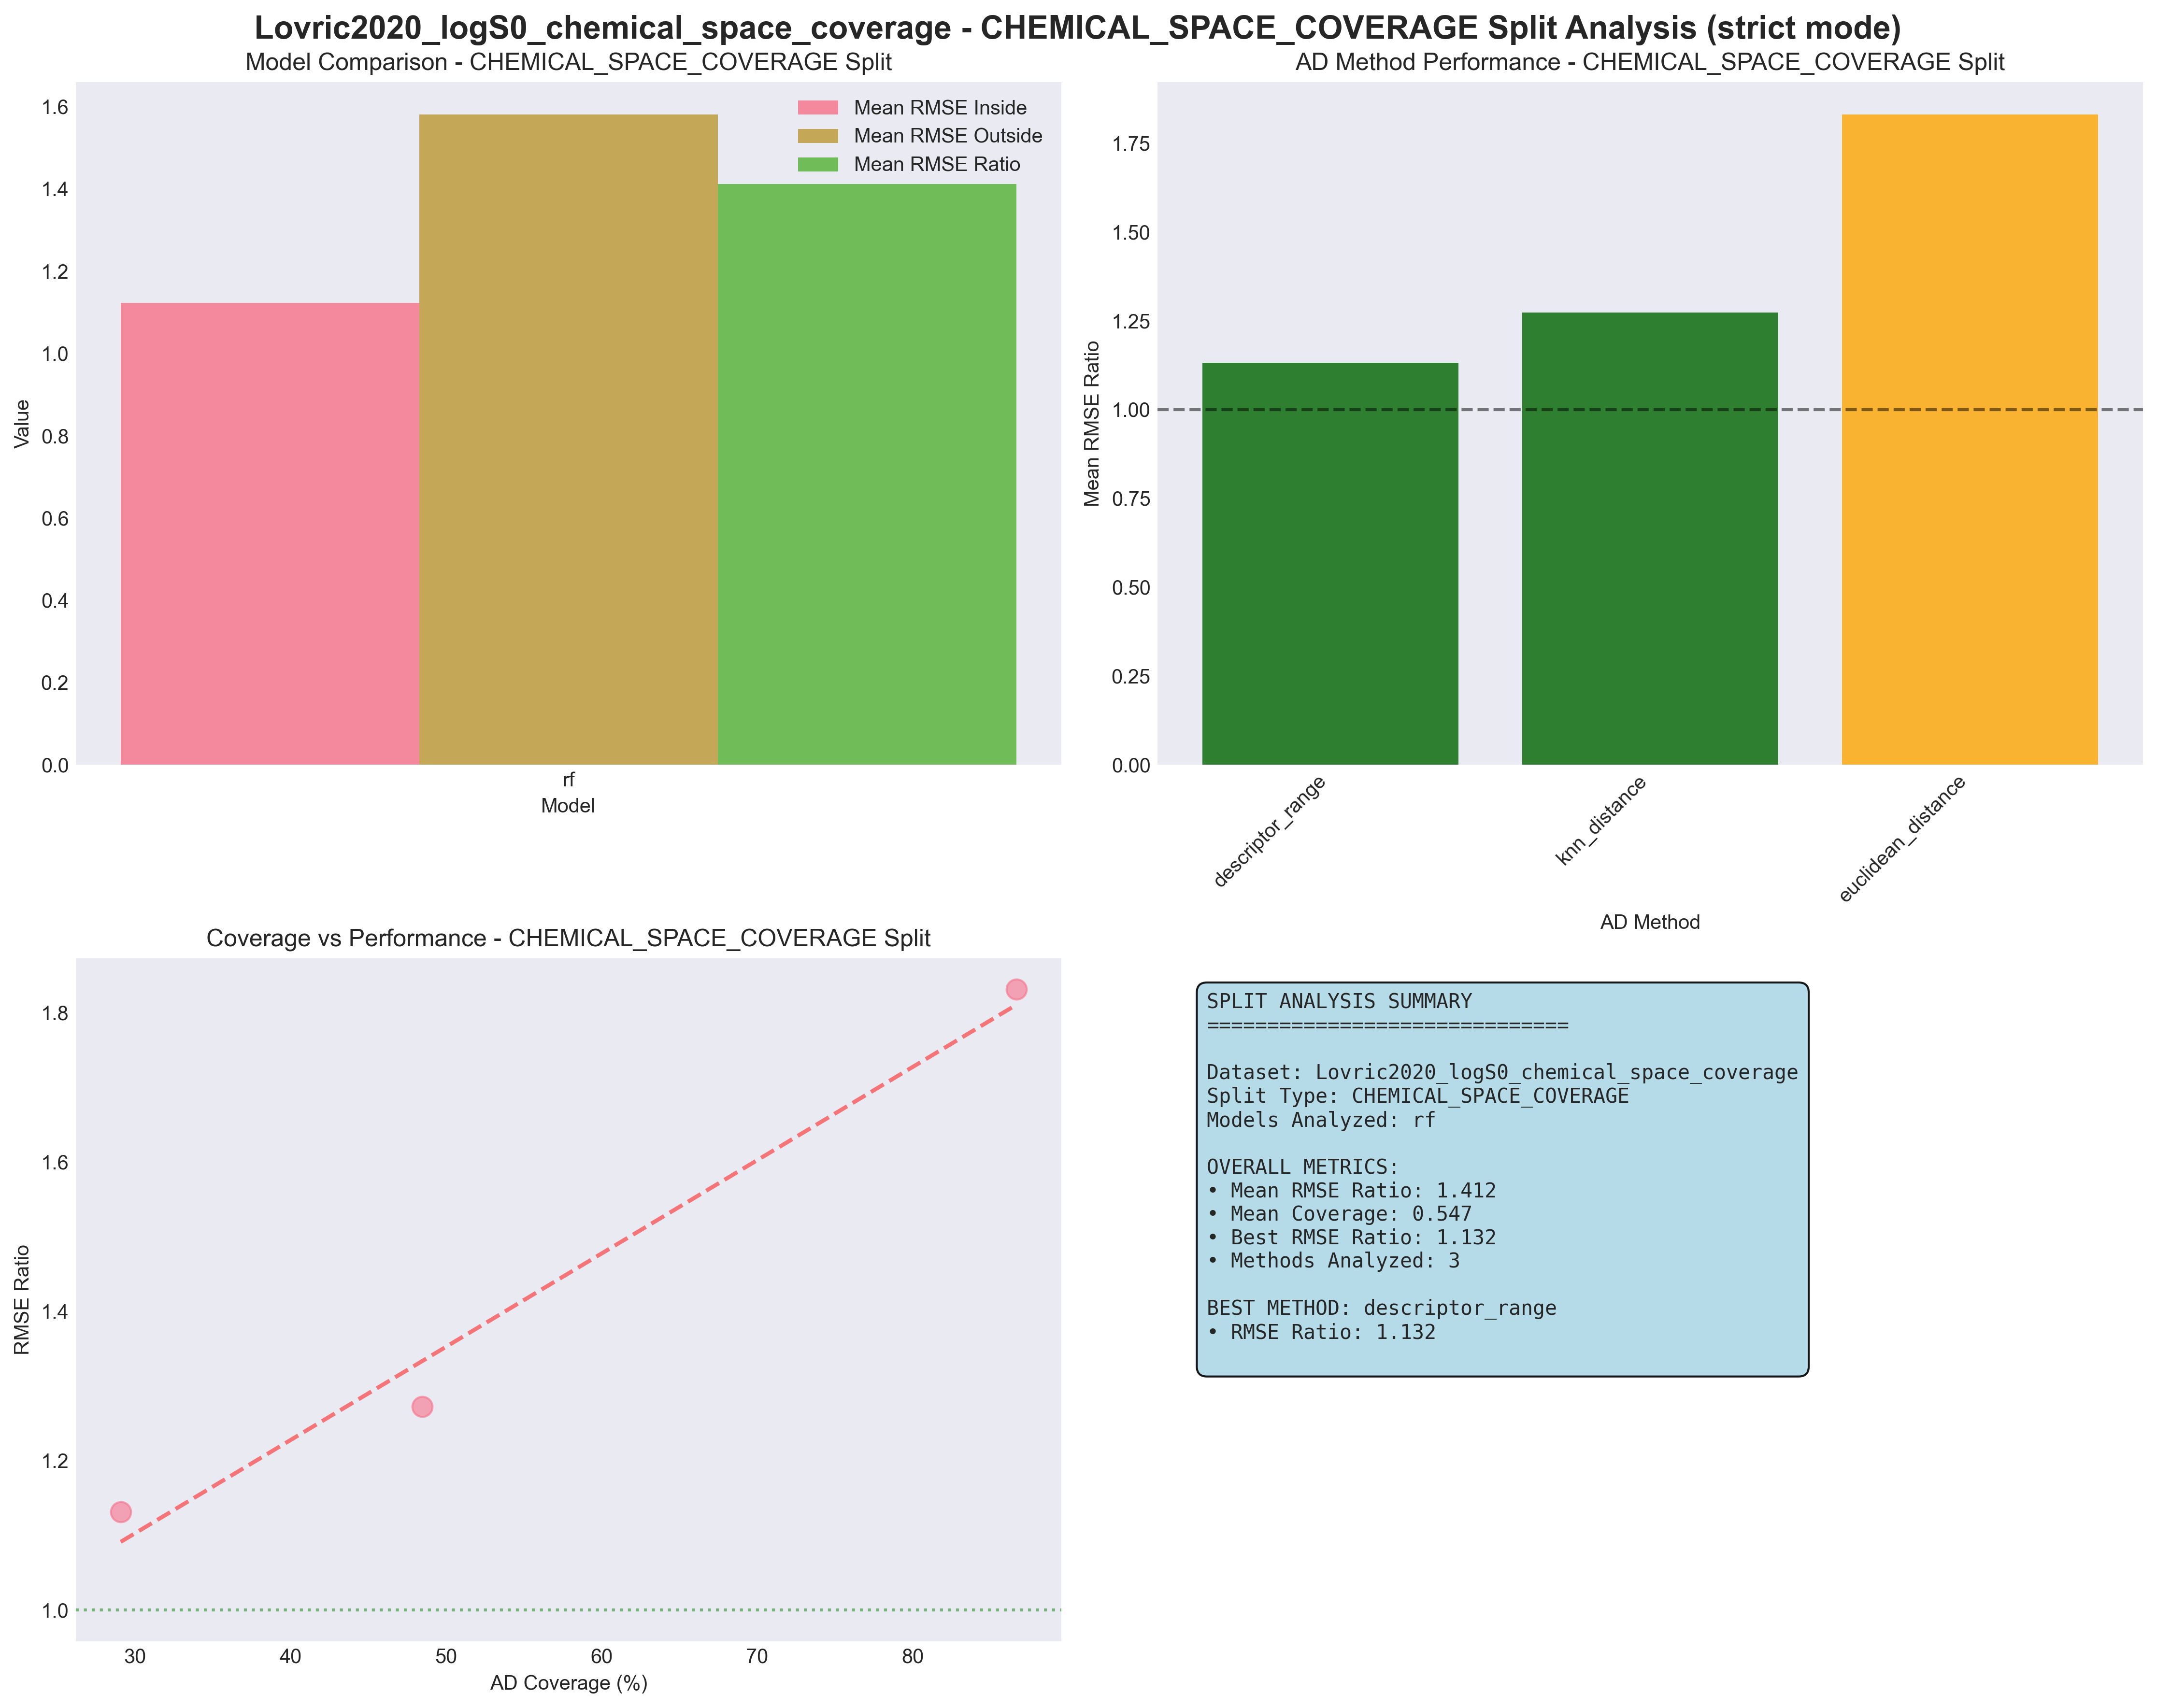 Lovric2020_logS0_chemical_space_coverage - CHEMICAL_SPACE_COVERAGE Split Analysis (strict mode)
Model Comparison - CHEMICAL_SPACE_COVERAGE Split
Value
1.6
1.4
1.2
1.0
0.8
0.6
0.4
0.2
0.0
Mean RMSE Inside
Mean RMSE Outside
Mean RMSE Ratio
rf
Model
AD Method Performance - CHEMICAL_SPACE_COVERAGE Split
Mean RMSE Ratio
1.75
1.50
1.25
1.00
0.75
0.50
0.25
0.00
descriptor_range
knn_distance
euclidean_distance
AD Method
Coverage vs Performance - CHEMICAL_SPACE_COVERAGE Split
RMSE Ratio
1.8
1.6
1.4
1.2
1.0
30
40
50
60
70
80
AD Coverage (%)
SPLIT ANALYSIS SUMMARY
==============================
Dataset: Lovric2020_logS0_chemical_space_coverage
Split Type: CHEMICAL_SPACE_COVERAGE
Models Analyzed: rf
OVERALL METRICS:
• Mean RMSE Ratio: 1.412
• Mean Coverage: 0.547
• Best RMSE Ratio: 1.132
• Methods Analyzed: 3
BEST METHOD: descriptor_range
• RMSE Ratio: 1.132